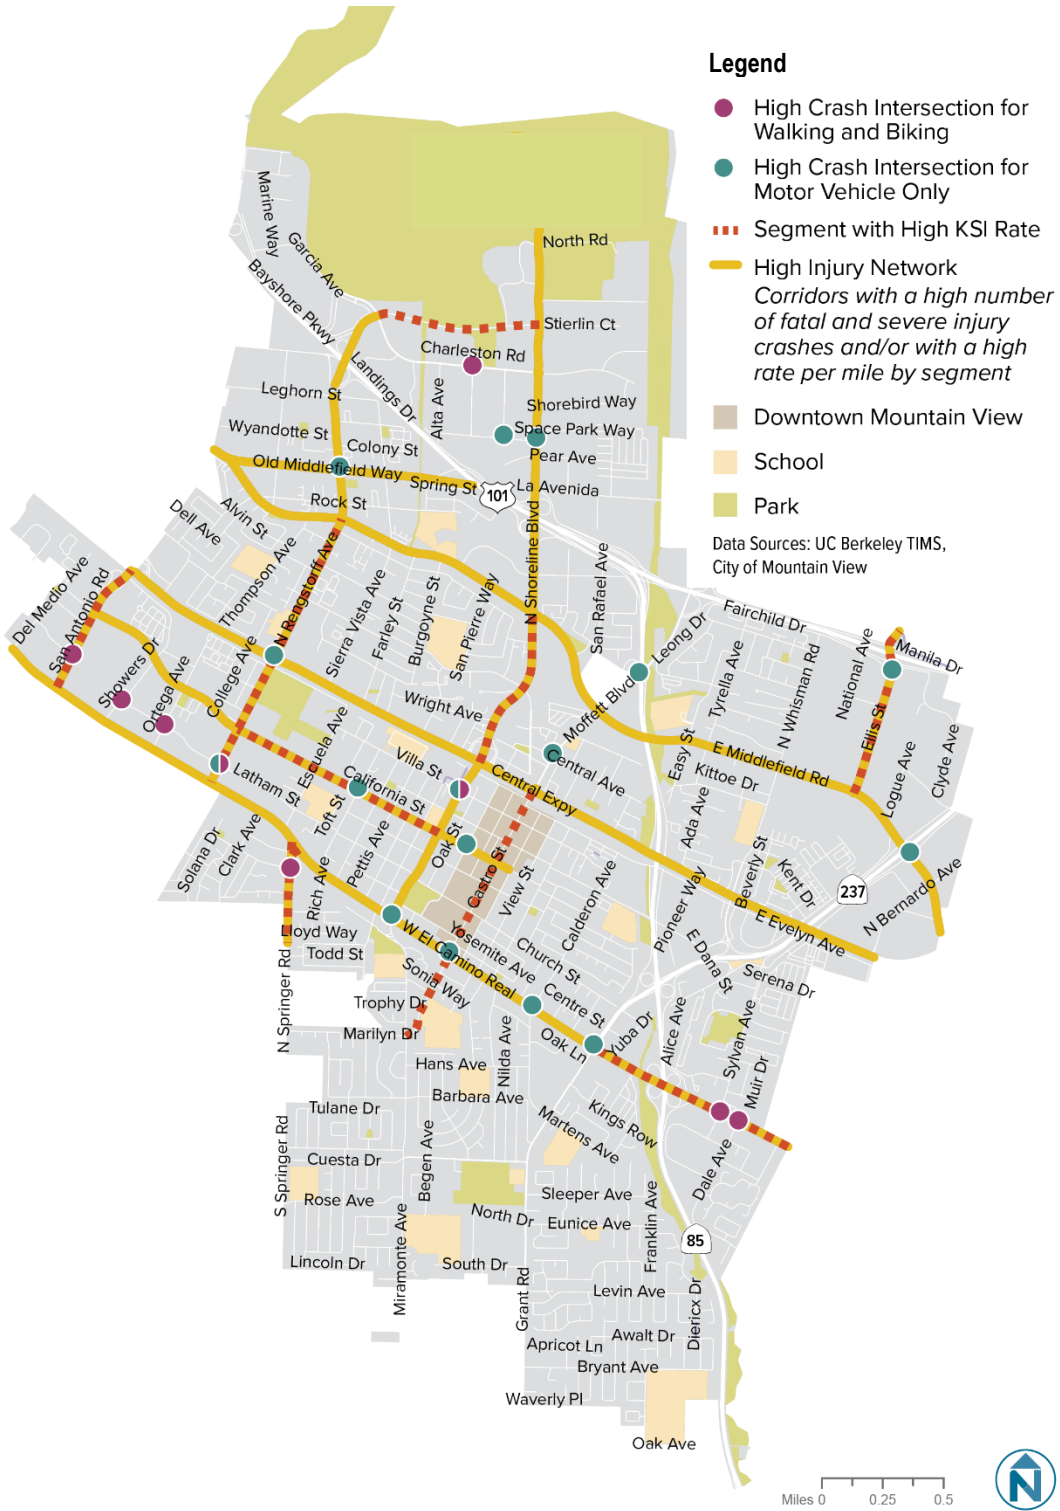 Legend
High Crash Intersection for
Walking and Biking
High Crash Intersection for
Motor Vehicle Only
Segment with High KSI Rate
High Injury Network
Corridors with a high number
of fatal and severe injury
crashes and/or with a high
rate per mile by segment
Downtown Mountain View
School
Park
Data Sources: UC Berkeley TIMS,
City of Mountain View
Marine Way
Garcia Ave
Bayshore Pkwy
North Rd
Stierlin Ct
Charleston Rd
Landings Dr
Leghorn St
Alta Ave
Shorebird Way
Wyandotte St
Colony St
Space Park Way
Pear Ave
Old Middlefield Way
Spring St
La Avenida
101
Rock St
Alvin St
Dell Ave
Thompson Ave
N Rengstorff Ave
N Shoreline Blvd
San Rafael Ave
Del Medio Ave
San Antonio Rd
Sierra Vista Ave
Farley St
Burgoyne St
San Pierre Way
Fairchild Dr
Leong Dr
Manila Dr
Showers Dr
Ortega Ave
College Ave
Tyrella Ave
N Whisman Rd
National Ave
Wright Ave
Moffett Blvd
Ellis St
Escuela Ave
Villa St
Central Ave
Easy St
E Middlefield Rd
Logue Ave
Clyde Ave
Latham St
California St
Central Expy
Kittoe Dr
Toft St
Ada Ave
Solana Dr
Clark Ave
Pettis Ave
Oak St
Castro St
View St
Beverly St
Kent Dr
237
Rich Ave
Calderon Ave
Pioneer Way
N Bernardo Ave
Lloyd Way
W El Camino Real
Yosemite Ave
Church St
E Evelyn Ave
Todd St
Sonia Way
E Dana St
Serena Dr
N Springer Rd
Trophy Dr
Centre St
Marilyn Dr
Oak Ln
Yuba Dr
Alice Ave
Sylvan Ave
Muir Dr
Hans Ave
Nilda Ave
Barbara Ave
Tulane Dr
Kings Row
Martens Ave
S Springer Rd
Cuesta Dr
Begen Ave
Dale Ave
Rose Ave
Sleeper Ave
North Dr
Eunice Ave
Franklin Ave
Miramonte Ave
85
Lincoln Dr
South Dr
Grant Rd
Levin Ave
Diericx Dr
Awalt Dr
Apricot Ln
Bryant Ave
Waverly Pl
Oak Ave
N
Miles 0
0.25
0.5